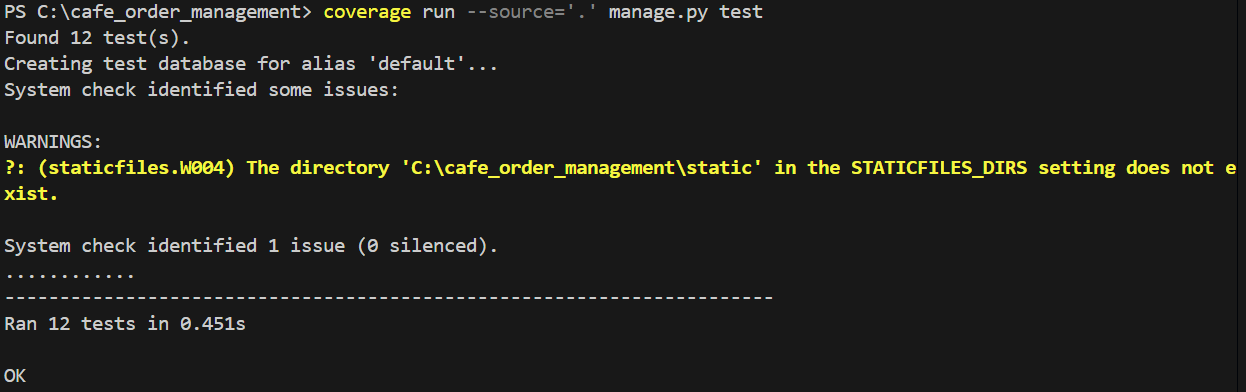 PS C:\cafe_order_management> coverage run --source='.' manage.py test
Found 12 test(s).
Creating test database for alias 'default'...
System check identified some issues:

WARNINGS:
?: (staticfiles.W004) The directory 'C:\cafe_order_management\static' in the STATICFILES_DIRS setting does not e
xist.

System check identified 1 issue (0 silenced).
............
----------------------------------------------------------------------
Ran 12 tests in 0.451s

OK